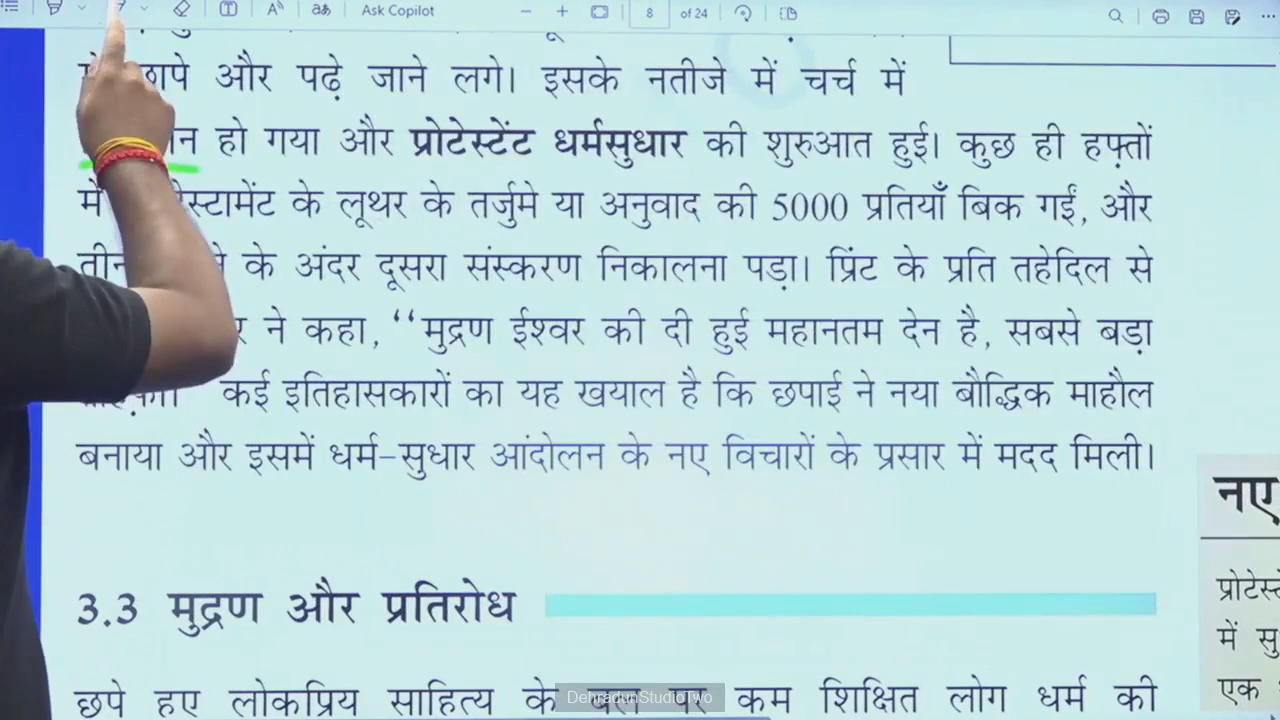 Ask Copilot
8 of 24
छापे और पढ़े जाने लगे। इसके नतीजे में चर्च में
हो गया और प्रोटेस्टेंट धर्मसुधार की शुरुआत हुई। कुछ ही हफ़्तों
में के लूथर के तर्जुमे या अनुवाद की 5000 प्रतियाँ बिक गईं, और
के अंदर दूसरा संस्करण निकालना पड़ा। प्रिंट के प्रति तहेदिल से
ने कहा, “मुद्रण ईश्वर की दी हुई महानतम देन है, सबसे बड़ा
कई इतिहासकारों का यह खयाल है कि छपाई ने नया बौद्धिक माहौल
बनाया और इसमें धर्म-सुधार आंदोलन के नए विचारों के प्रसार में मदद मिली।
3.3 मुद्रण और प्रतिरोध
छपे हुए लोकप्रिय साहित्य के बल पर कम शिक्षित लोग धर्म की
नए
में
एक
DehradunStudioTwo